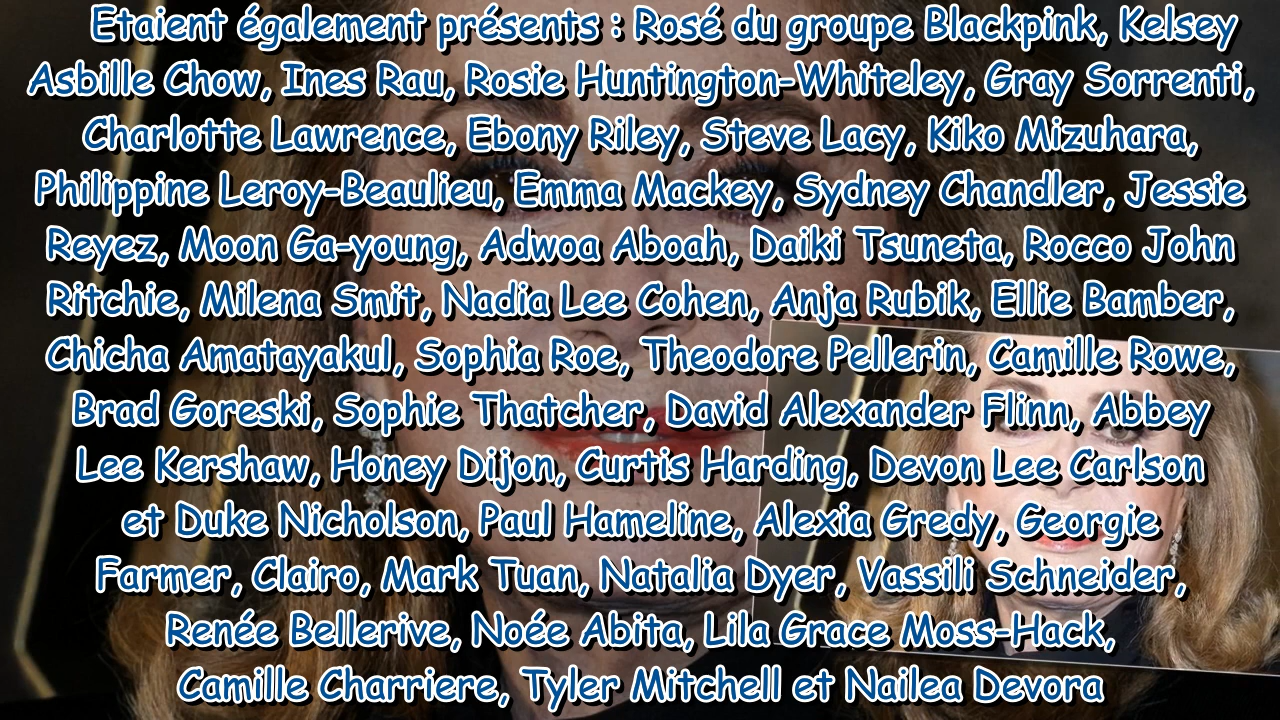 Etaient également présents : Rosé du groupe Blackpink, Kelsey
Asbille Chow, Ines Rau, Rosie Huntington-Whiteley, Gray Sorrenti,
Charlotte Lawrence, Ebony Riley, Steve Lacy, Kiko Mizuhara,
Philippine Leroy-Beaulieu, Emma Mackey, Sydney Chandler, Jessie
Reyez, Moon Ga-young, Adwoa Aboah, Daiki Tsuneta, Rocco John
Ritchie, Milena Smit, Nadia Lee Cohen, Anja Rubik, Ellie Bamber,
Chicha Amatayakul, Sophia Roe, Theodore Pellerin, Camille Rowe,
Brad Goreski, Sophie Thatcher, David Alexander Flinn, Abbey
Lee Kershaw, Honey Dijon, Curtis Harding, Devon Lee Carlson
et Duke Nicholson, Paul Hameline, Alexia Gredy, Georgie
Farmer, Clairo, Mark Tuan, Natalia Dyer, Vassili Schneider,
Renée Bellerive, Noée Abita, Lila Grace Moss-Hack,
Camille Charriere, Tyler Mitchell et Nailea Devora